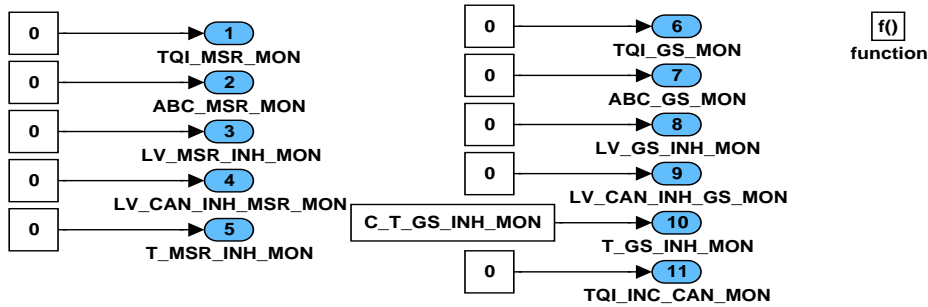 0 1
TQI_MSR_MON
0 2
ABC_MSR_MON
0 3
LV_MSR_INH_MON
0 4
LV_CAN_INH_MSR_MON
0 5
T_MSR_INH_MON
0 6
TQI_GS_MON
0 7
ABC_GS_MON
0 8
LV_GS_INH_MON
0 9
LV_CAN_INH_GS_MON
C_T_GS_INH_MON 10
T_GS_INH_MON
0 11
TQI_INC_CAN_MON
f()
function